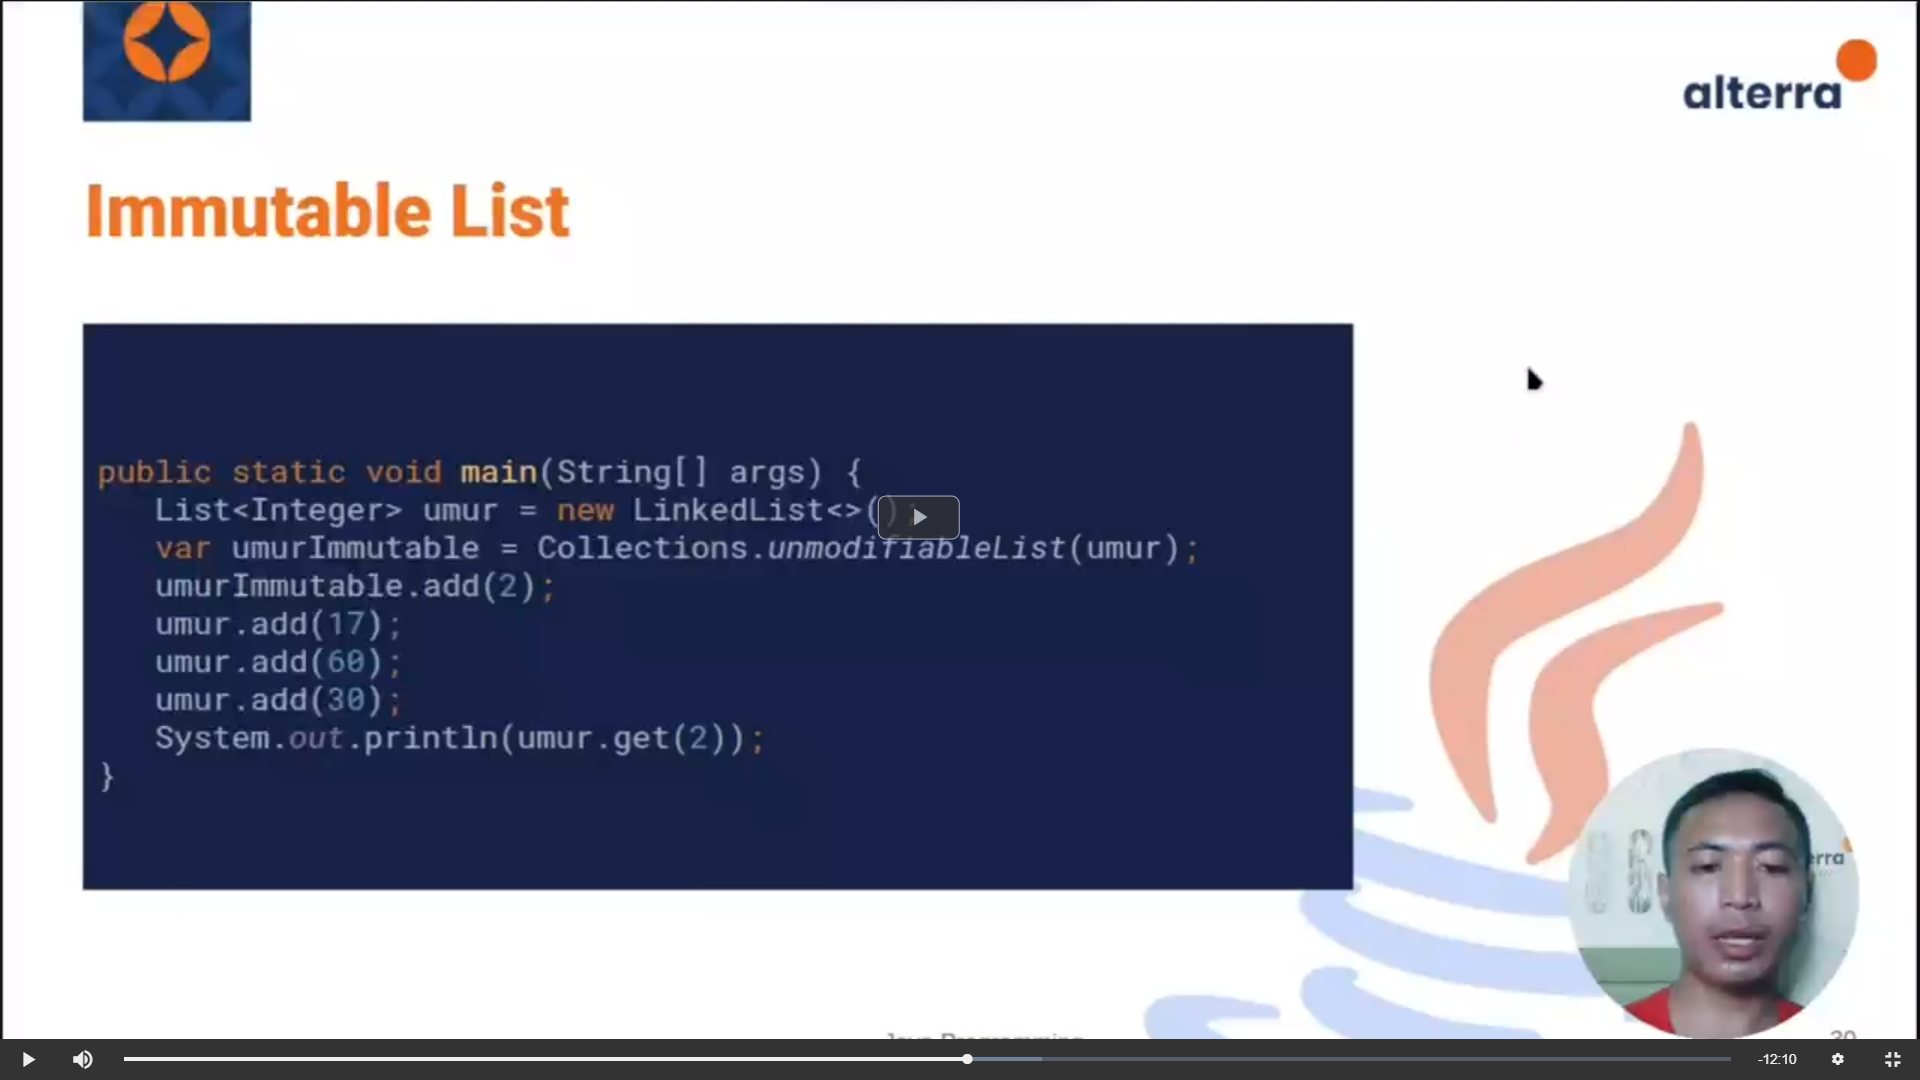 alterra
Immutable List
public static void main(String[] args) {
List<Integer> umur = new LinkedList<>();
var umurImmutable = Collections.unmodifiableList(umur);
umurImmutable.add(2);
umur.add(17);
umur.add(60);
umur.add(30);
System.out.println(umur.get(2));
}
erra
-12:10